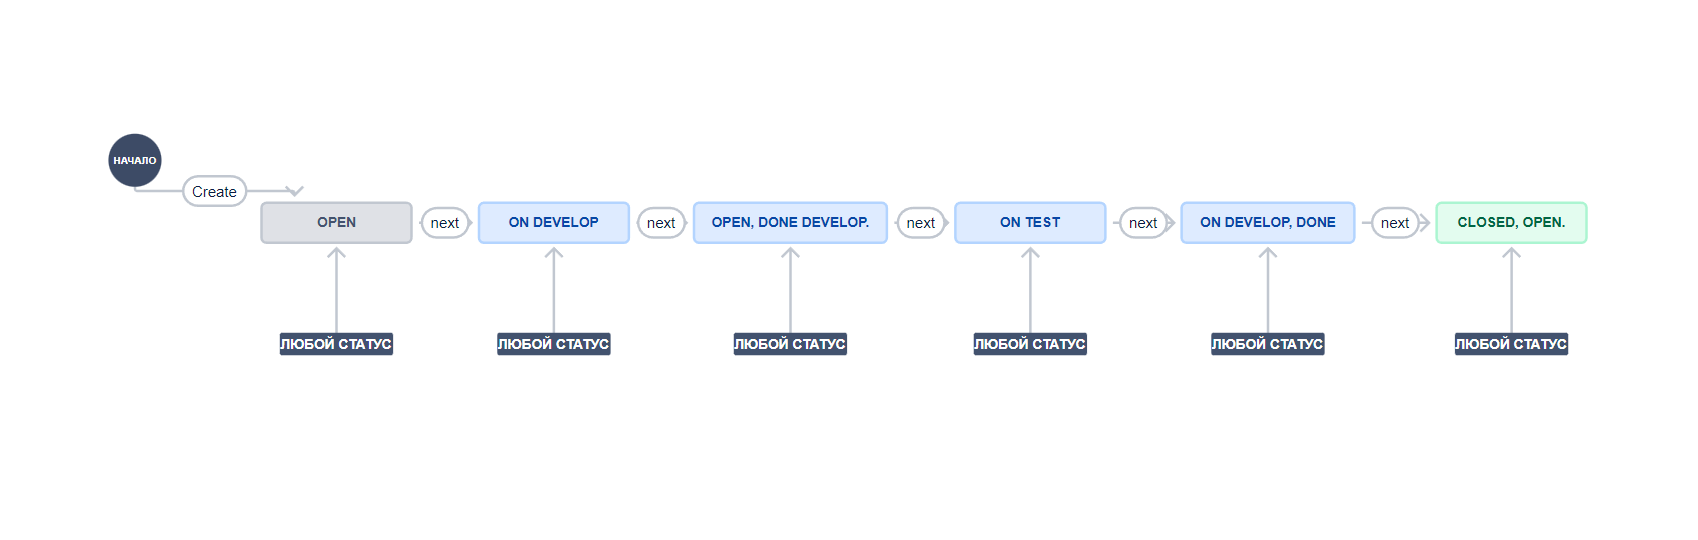 НАЧАЛО
Create
OPEN
next
ON DEVELOP
next
OPEN, DONE DEVELOP.
next
ON TEST
next
ON DEVELOP, DONE
next
CLOSED, OPEN.
ЛЮБОЙ СТАТУС
ЛЮБОЙ СТАТУС
ЛЮБОЙ СТАТУС
ЛЮБОЙ СТАТУС
ЛЮБОЙ СТАТУС
ЛЮБОЙ СТАТУС